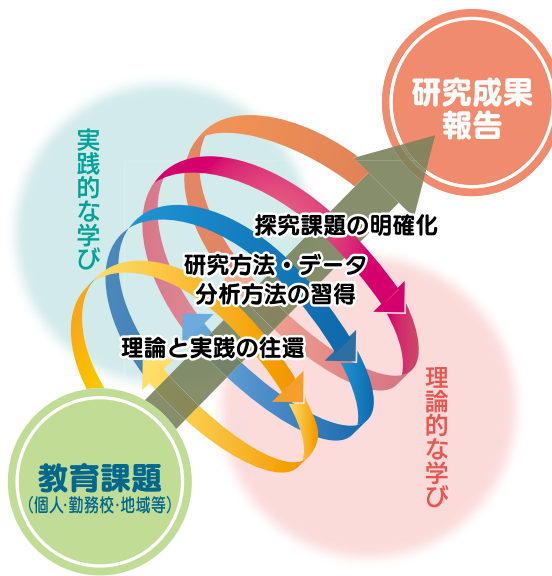 研究成果
報告
実践的な学び
探究課題の明確化
研究方法・データ
分析方法の習得
理論と実践の往還
理論的な学び
教育課題
(個人・勤務校・地域等)